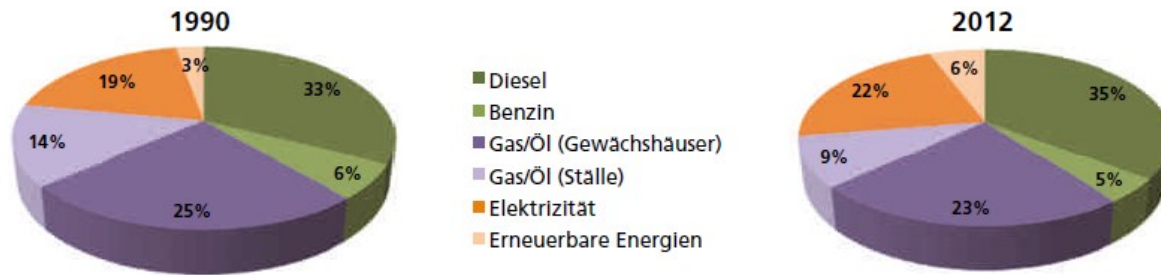 1990
3%
19%
33%
14%
6%
25%
Diesel
Benzin
Gas/Öl (Gewächshäuser)
Gas/Öl (Ställe)
Elektrizität
Erneuerbare Energien
2012
6%
22%
35%
9%
5%
23%